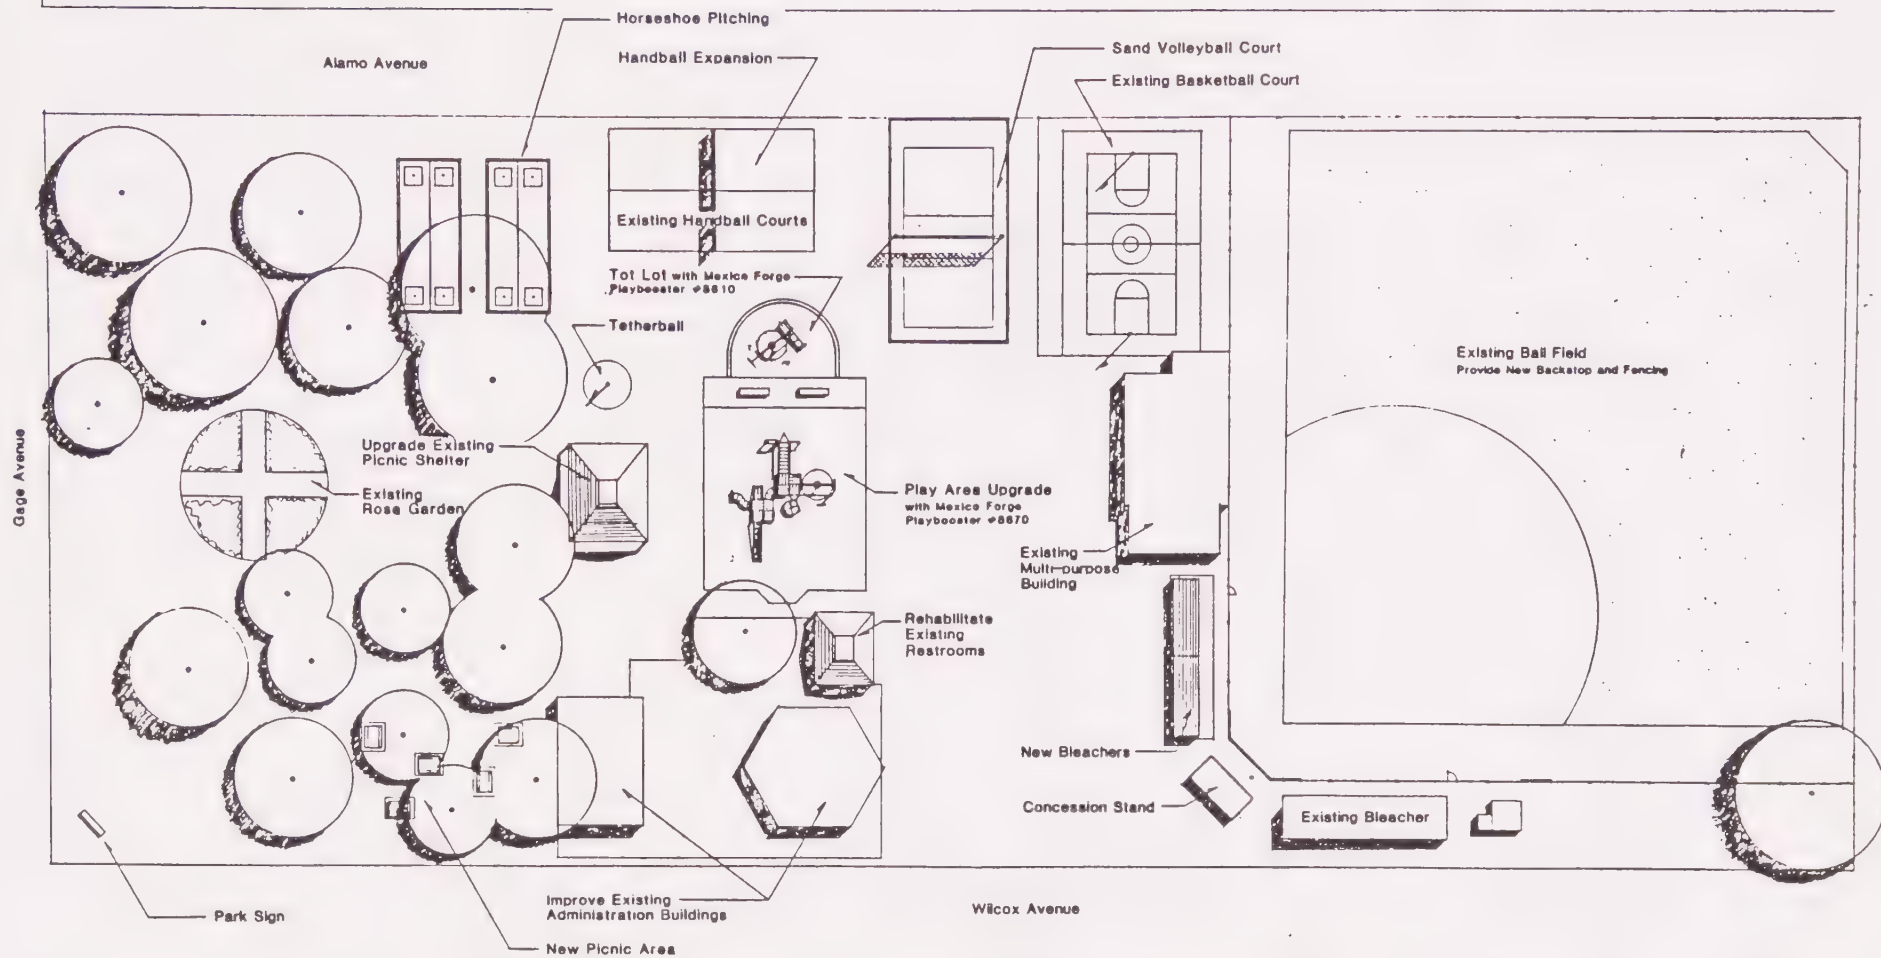 Horseshoe Pitching
Alamo Avenue
Handball Expansion
Sand Volleyball Court
Existing Basketball Court
Existing Handball Courts
Tot Lot with Mexico Forge
Playbooster #8610
Tetherball
Existing Ball Field
Provide New Backstop and Fencing
Gage Avenue
Upgrade Existing
Picnic Shelter
Existing
Rose Garden
Play Area Upgrade
with Mexico Forge
Playbooster #8670
Existing
Multi-purpose
Building
Rehabilitate
Existing
Restrooms
New Bleachers
Concession Stand
Existing Bleacher
Improve Existing
Administration Buildings
Park Sign
Wilcox Avenue
New Picnic Area